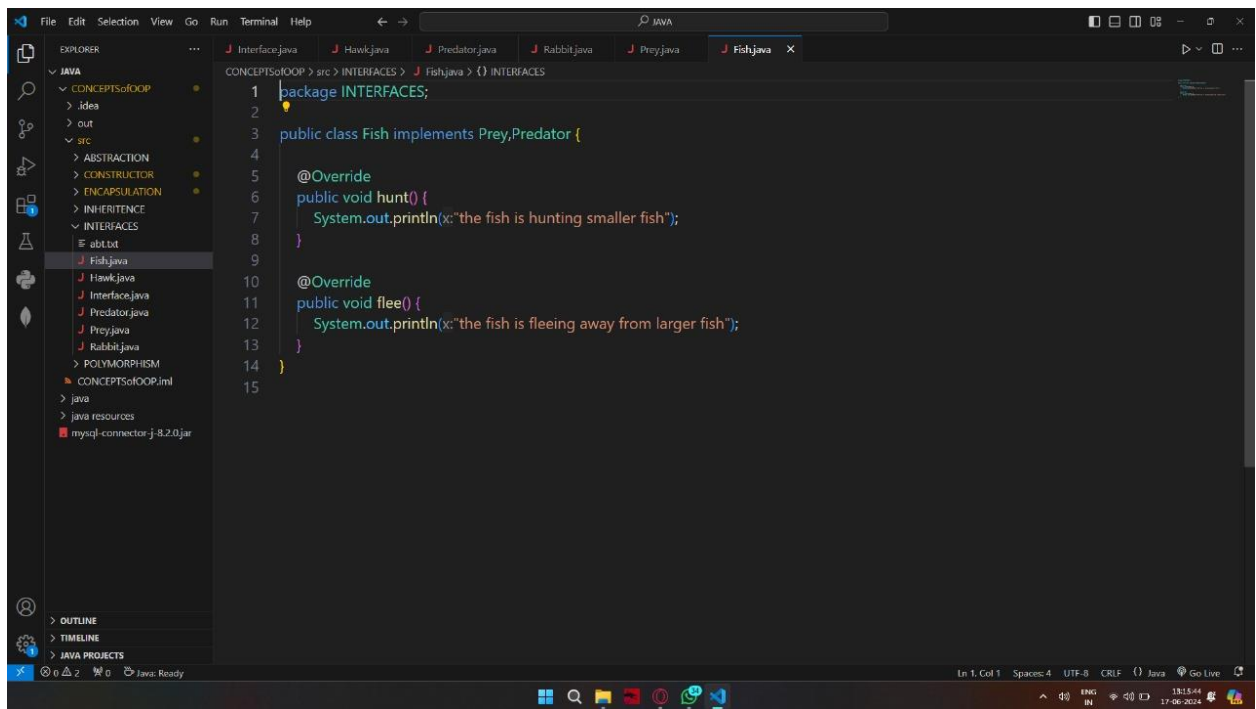 File Edit Selection View Go Run Terminal Help
JAVA
EXPLORER
JAVA
CONCEPTSofOOP
.idea
out
src
ABSTRACTION
CONSTRUCTOR
ENCAPSULATION
INHERITENCE
INTERFACES
abt.txt
Fish.java
Hawk.java
Interface.java
Predator.java
Prey.java
Rabbit.java
POLYMORPHISM
CONCEPTSofOOP.iml
java
java resources
mysql-connector-j-8.2.0.jar
OUTLINE
TIMELINE
JAVA PROJECTS
Interface.java Hawk.java Predator.java Rabbit.java Prey.java Fish.java
CONCEPTSofOOP > src > INTERFACES > Fish.java > {} INTERFACES
1 package INTERFACES;
2
3 public class Fish implements Prey,Predator {
4
5 @Override
6 public void hunt() {
7 System.out.println(x:"the fish is hunting smaller fish");
8 }
9
10 @Override
11 public void flee() {
12 System.out.println(x:"the fish is fleeing away from larger fish");
13 }
14 }
15
0 2 0 Java: Ready
Ln 1, Col 1 Spaces: 4 UTF-8 CRLF {} Java Go Live
ENG
IN
13:15:44
17-06-2024